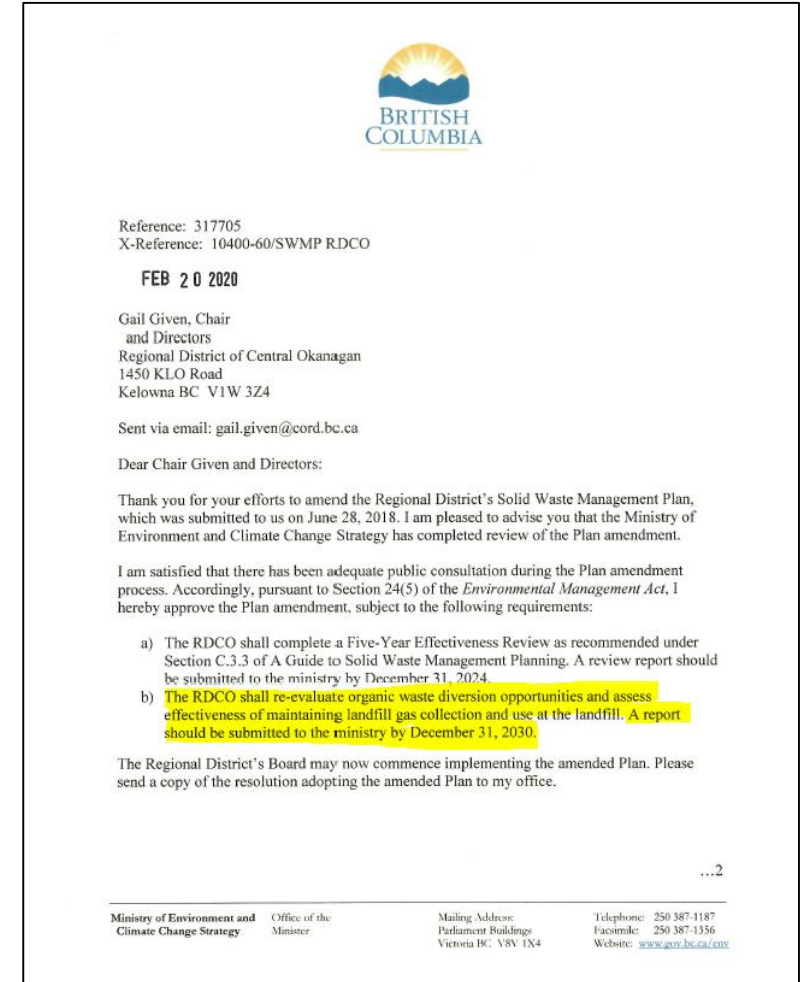 BRITISH
COLUMBIA
Reference: 317705
X-Reference: 10400-60/SWMP RDCO
FEB 20 2020
Gail Given, Chair
and Directors
Regional District of Central Okanagan
1450 KLO Road
Kelowna BC V1W 3Z4
Sent via email: gail.given@cord.bc.ca
Dear Chair Given and Directors:
Thank you for your efforts to amend the Regional District's Solid Waste Management Plan,
which was submitted to us on June 28, 2018. I am pleased to advise you that the Ministry of
Environment and Climate Change Strategy has completed review of the Plan amendment.
I am satisfied that there has been adequate public consultation during the Plan amendment
process. Accordingly, pursuant to Section 24(5) of the Environmental Management Act, I
hereby approve the Plan amendment, subject to the following requirements:
a) The RDCO shall complete a Five-Year Effectiveness Review as recommended under
Section C.3.3 of A Guide to Solid Waste Management Planning. A review report should
be submitted to the ministry by December 31, 2024.
b) The RDCO shall re-evaluate organic waste diversion opportunities and assess
effectiveness of maintaining landfill gas collection and use at the landfill. A report
should be submitted to the ministry by December 31, 2030.
The Regional District's Board may now commence implementing the amended Plan. Please
send a copy of the resolution adopting the amended Plan to my office.
...2
Ministry of Environment and Office of the Mailing Address: Telephone: 250 387-1187
Climate Change Strategy Minister Parliament Buildings Facsimile: 250 387-1356
Victoria BC V8V 1X4 Website: www.gov.bc.ca/env